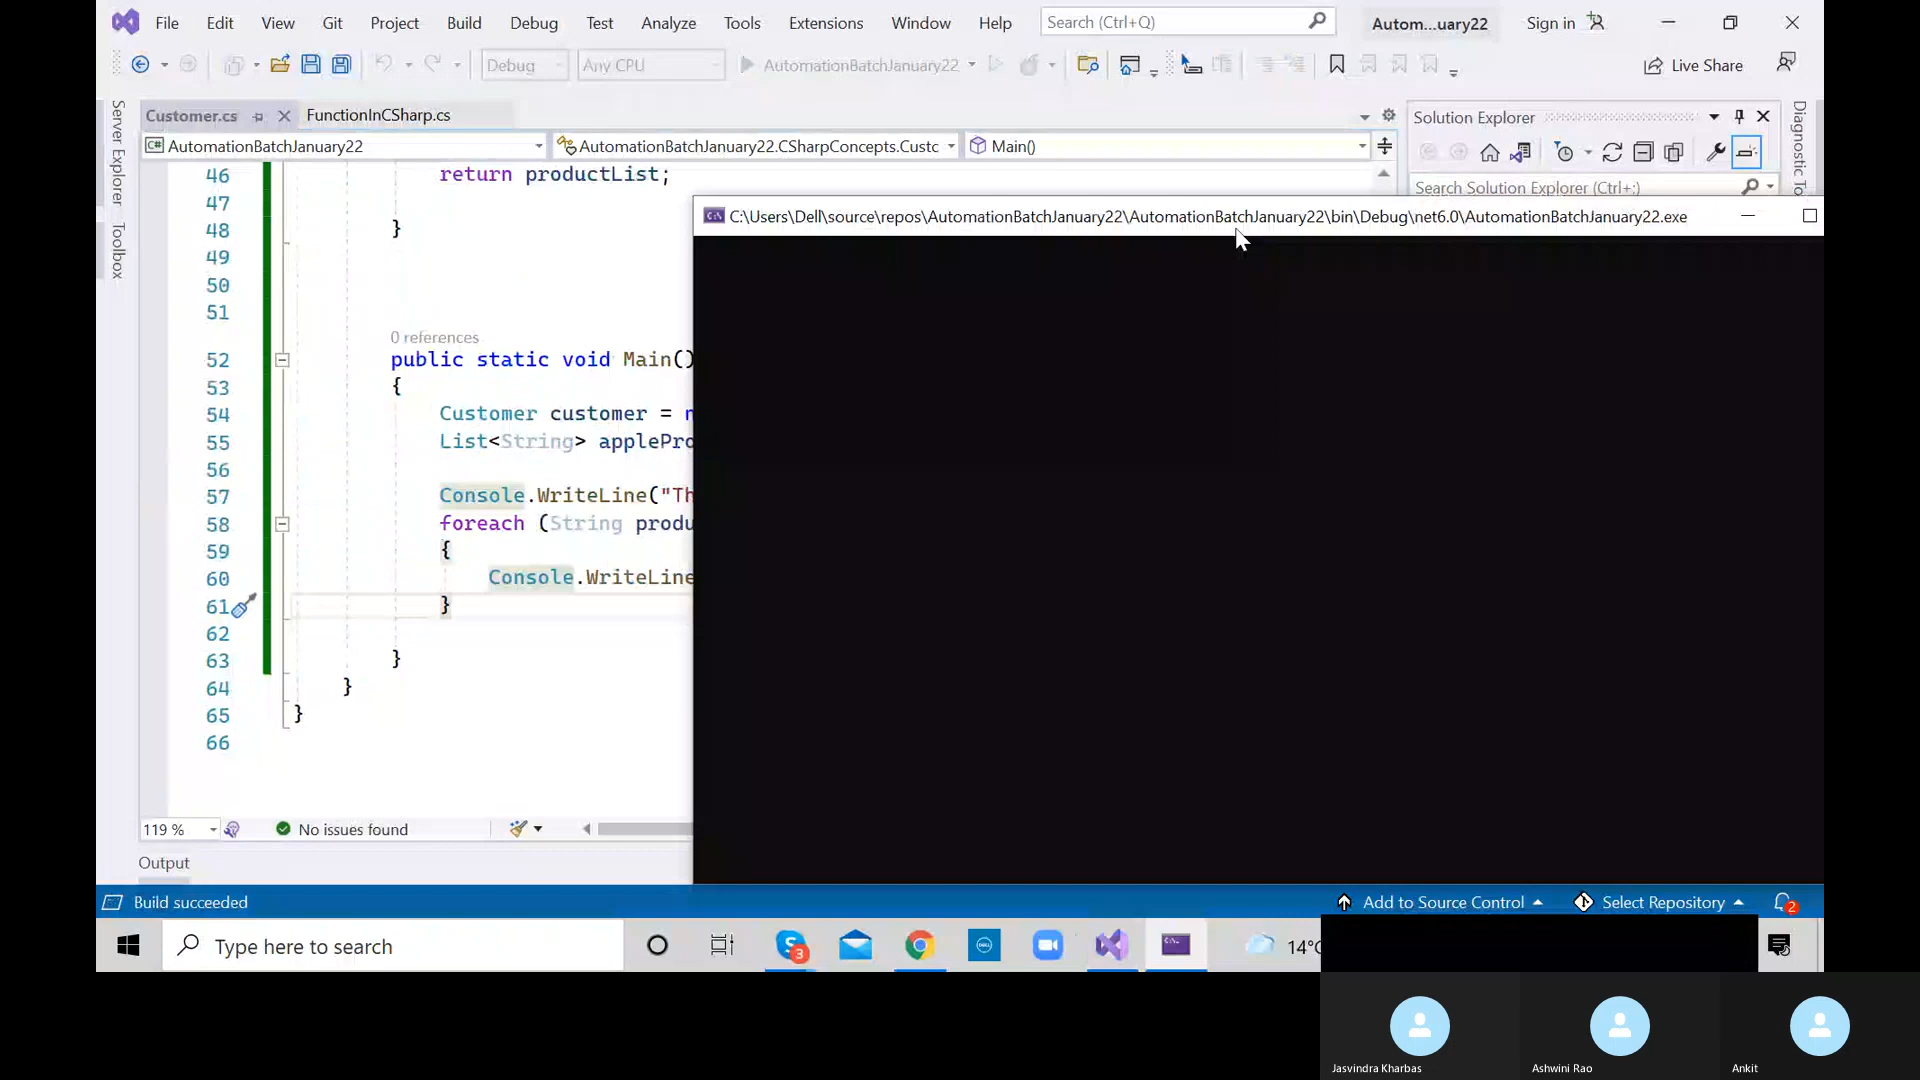 File Edit View Git Project Build Debug Test Analyze Tools Extensions Window Help Search (Ctrl+Q) Autom...uary22 Sign in
Debug Any CPU AutomationBatchJanuary22 Live Share
Customer.cs FunctionInCSharp.cs
AutomationBatchJanuary22 AutomationBatchJanuary22.CSharpConcepts.Custc Main()
Server Explorer
Toolbox
Solution Explorer
Search Solution Explorer (Ctrl+;)
Diagnostic To
46 return productList;
47
48 }
49
50
51
0 references
52 public static void Main()
53 {
54 Customer customer = n
55 List<String> applePro
56
57 Console.WriteLine("Th
58 foreach (String produ
59 {
60 Console.WriteLine
61 }
62
63 }
64 }
65 }
66
C:\Users\Dell\source\repos\AutomationBatchJanuary22\AutomationBatchJanuary22\bin\Debug\net6.0\AutomationBatchJanuary22.exe
119 % No issues found
Output
Build succeeded Add to Source Control Select Repository 2
Type here to search 3 14°C
Jasvindra Kharbas Ashwini Rao Ankit